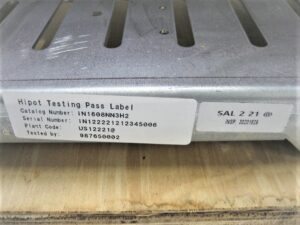 Hipot Testing Pass Label
Catalog Number: IN1608NN3H2
Serial Number: IN122221212345006
Plant Code: US12221@
Tested by: 987650002
SAL 2 21